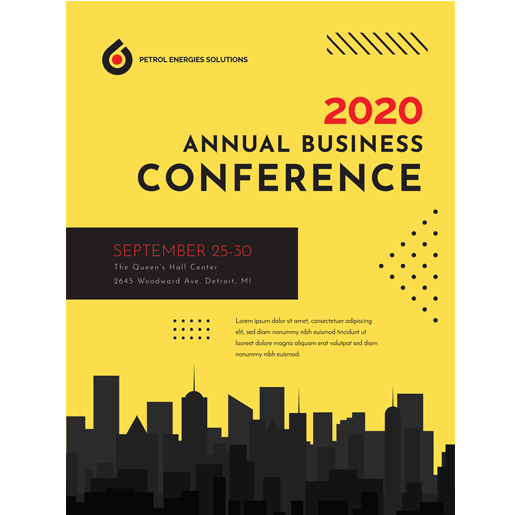 PETROL ENERGIES SOLUTIONS
2020
ANNUAL BUSINESS
CONFERENCE
SEPTEMBER 25-30
The Queen's Hall Center
2645 Woodward Ave. Detroit, MI
Lorem ipsum dolor sit amet, consectetuer adipiscing
elit, sed diam nonummy nibh euismod tincidunt ut
laoreet dolore magna aliquam erat volutpat sed diam
nonummy nibh euismod.